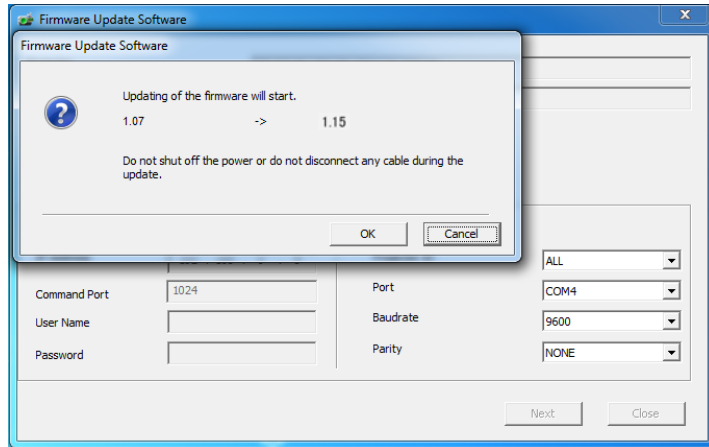 Firmware Update Software
X
Firmware Update Software
Updating of the firmware will start.
1.07 -> 1.15
Do not shut off the power or do not disconnect any cable during the
update.
OK Cancel
ALL
Command Port 1024 Port COM4
User Name Baudrate 9600
Password Parity NONE
Next Close